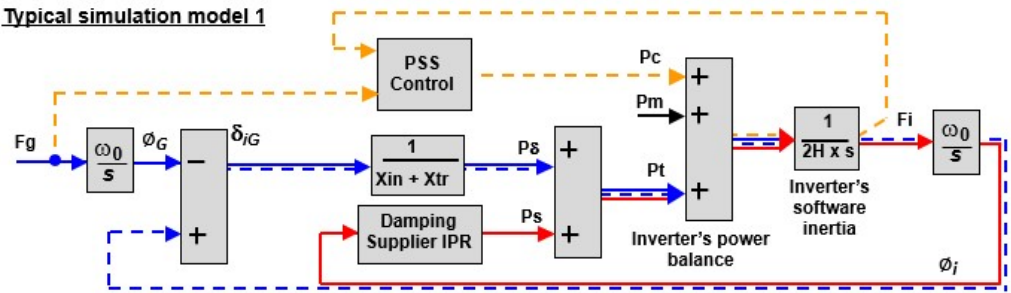 Typical simulation model 1
PSS
Control
Pc
+
Pm
+
1
2H x s
Fi
ω0
s
Fg
ω0
s
ØG
−
δiG
1
Xin + Xtr
Pδ
+
Pt
+
Inverter's
software
inertia
+
Damping
Supplier IPR
Ps
+
Inverter's power
balance
Øi